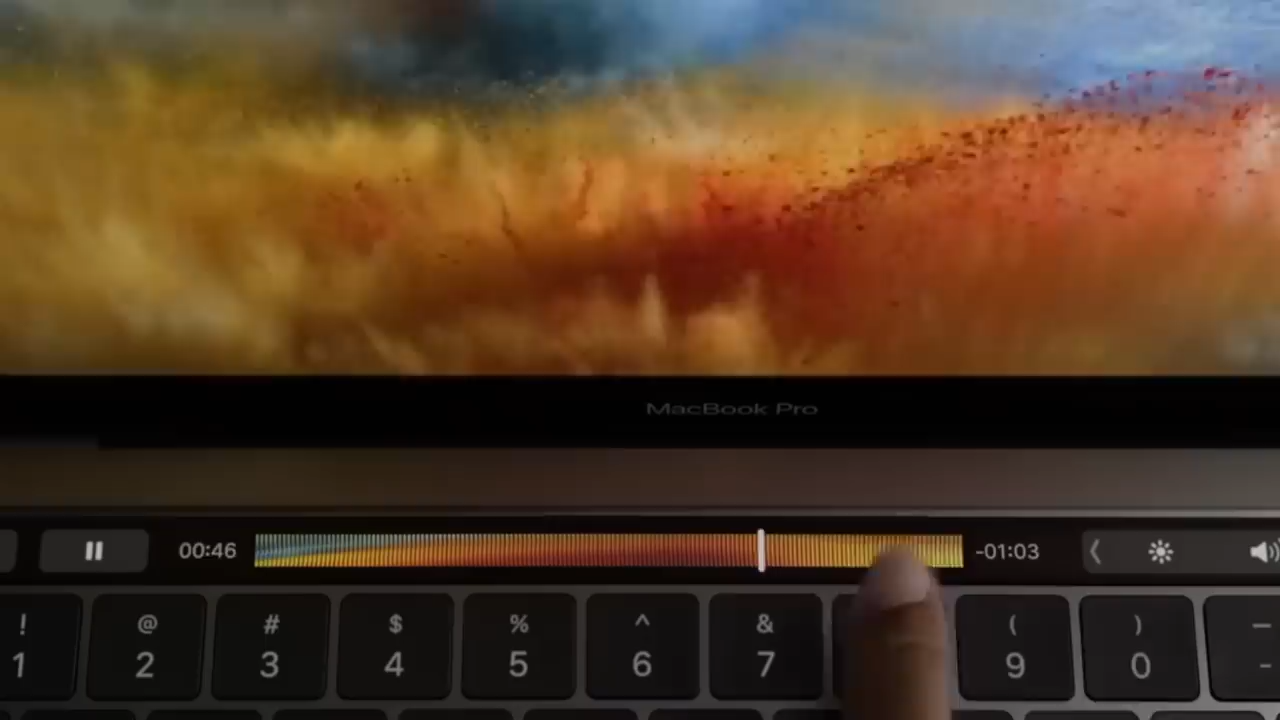 MacBook Pro
00:46 -01:03
! @ # $ % ^ & ( ) —
1 2 3 4 5 6 7 9 0 -